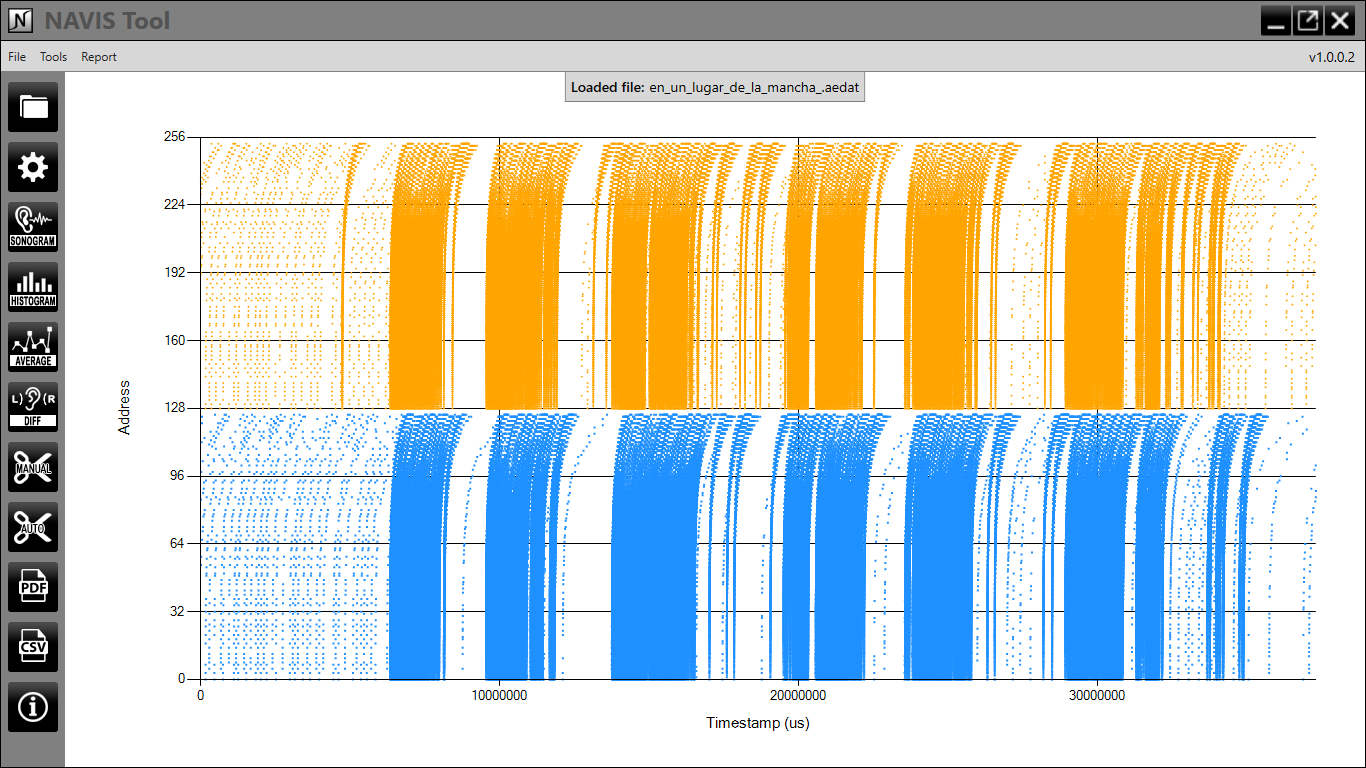 N NAVIS Tool
File Tools Report v1.0.0.2
Loaded file: en_un_lugar_de_la_mancha_.aedat
SONOGRAM
HISTOGRAM
AVERAGE
L) (R
DIFF
MANUAL
AUTO
PDF
CSV
i
Address
256
224
192
160
128
96
64
32
0
0 10000000 20000000 30000000
Timestamp (us)